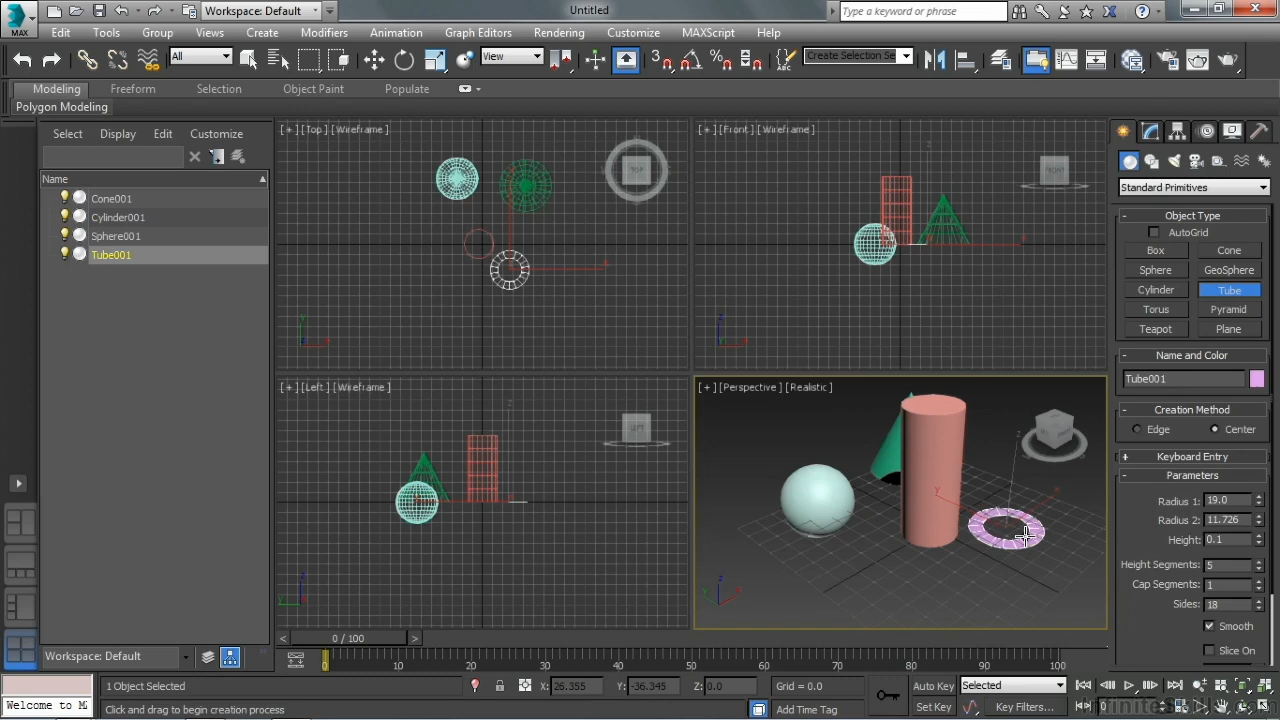 Workspace: Default
Untitled
Type a keyword or phrase
MAX
Edit Tools Group Views Create Modifiers Animation Graph Editors Rendering Customize MAXScript Help
All
View
Create Selection Se
Modeling Freeform Selection Object Paint Populate
Polygon Modeling
Select Display Edit Customize
Name
Cone001
Cylinder001
Sphere001
Tube001
[ + ] [ Top ] [ Wireframe ]
TOP
[ + ] [ Front ] [ Wireframe ]
FRONT
[ + ] [ Left ] [ Wireframe ]
LEFT
[ + ] [ Perspective ] [ Realistic ]
Standard Primitives
Object Type
AutoGrid
Box Cone
Sphere GeoSphere
Cylinder Tube
Torus Pyramid
Teapot Plane
Name and Color
Tube001
Creation Method
Edge Center
Keyboard Entry
Parameters
Radius 1: 19.0
Radius 2: 11.726
Height: 0.1
Height Segments: 5
Cap Segments: 1
Sides: 18
Smooth
Slice On
< 0 / 100 >
Workspace: Default
0 10 20 30 40 50 60 70 80 90 100
1 Object Selected
X: 26.355 Y: -36.345 Z: 0.0 Grid = 0.0
Auto Key Selected
Welcome to M
Click and drag to begin creation process
Add Time Tag
Set Key Key Filters...
0